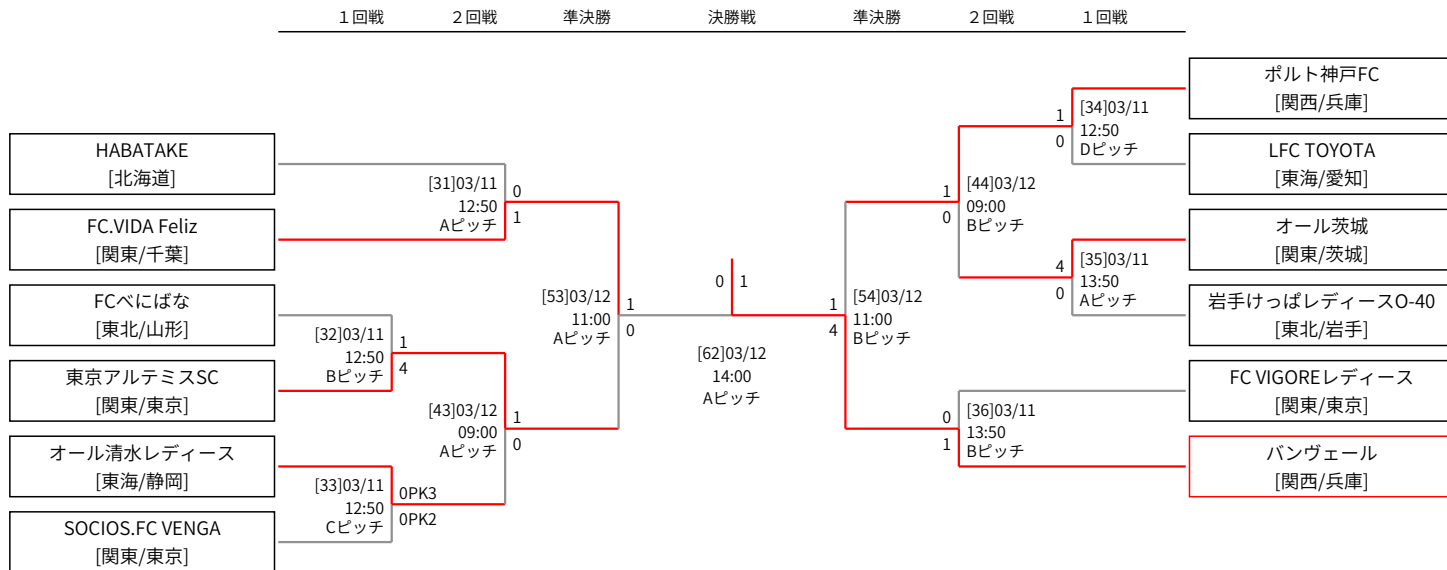 １回戦
２回戦
準決勝
決勝戦
準決勝
２回戦
１回戦
HABATAKE
[北海道]
FC.VIDA Feliz
[関東/千葉]
FCべにばな
[東北/山形]
東京アルテミスSC
[関東/東京]
オール清水レディース
[東海/静岡]
SOCIOS.FC VENGA
[関東/東京]
[31]03/11
12:50
Aピッチ
0
1
[32]03/11
12:50
Bピッチ
1
4
[33]03/11
12:50
Cピッチ
0PK3
0PK2
[43]03/12
09:00
Aピッチ
1
0
[53]03/12
11:00
Aピッチ
1
0
0
1
[62]03/12
14:00
Aピッチ
1
4
[54]03/12
11:00
Bピッチ
1
0
[44]03/12
09:00
Bピッチ
1
0
[34]03/11
12:50
Dピッチ
4
0
[35]03/11
13:50
Aピッチ
0
1
[36]03/11
13:50
Bピッチ
ポルト神戸FC
[関西/兵庫]
LFC TOYOTA
[東海/愛知]
オール茨城
[関東/茨城]
岩手けっぱレディースO-40
[東北/岩手]
FC VIGOREレディース
[関東/東京]
バンヴェール
[関西/兵庫]